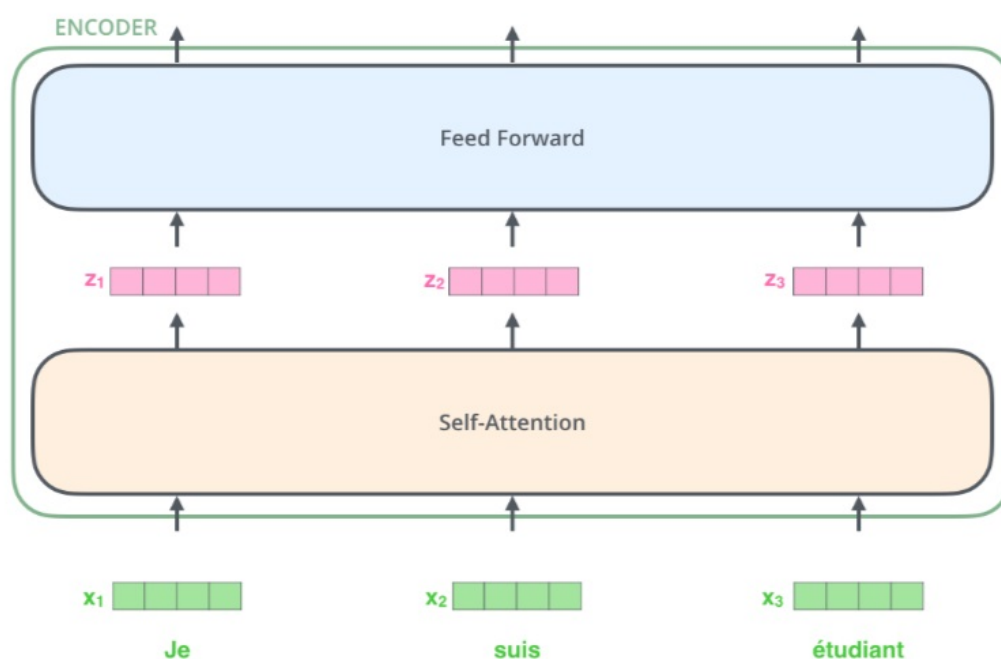 ENCODER
Feed Forward
z₁ z₂ z₃
Self-Attention
x₁ x₂ x₃
Je suis étudiant